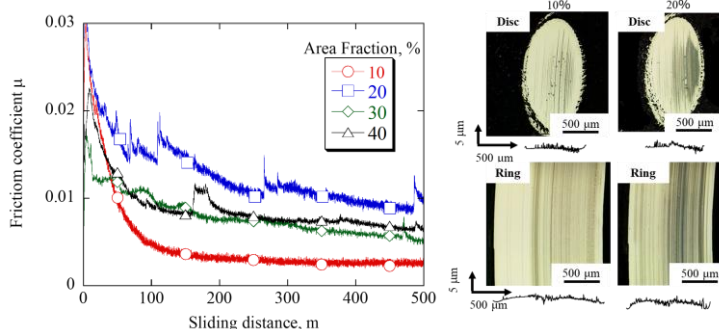 0.03
0.02
0.01
0
Frictiom coefficient μ
0 100 200 300 400 500
Sliding distance, m
Area Fraction, %
10
20
30
40
10%
20%
Disc
500 μm
Disc
500 μm
5 μm
500 μm
Ring
500 μm
Ring
500 μm
5 μm
500 μm